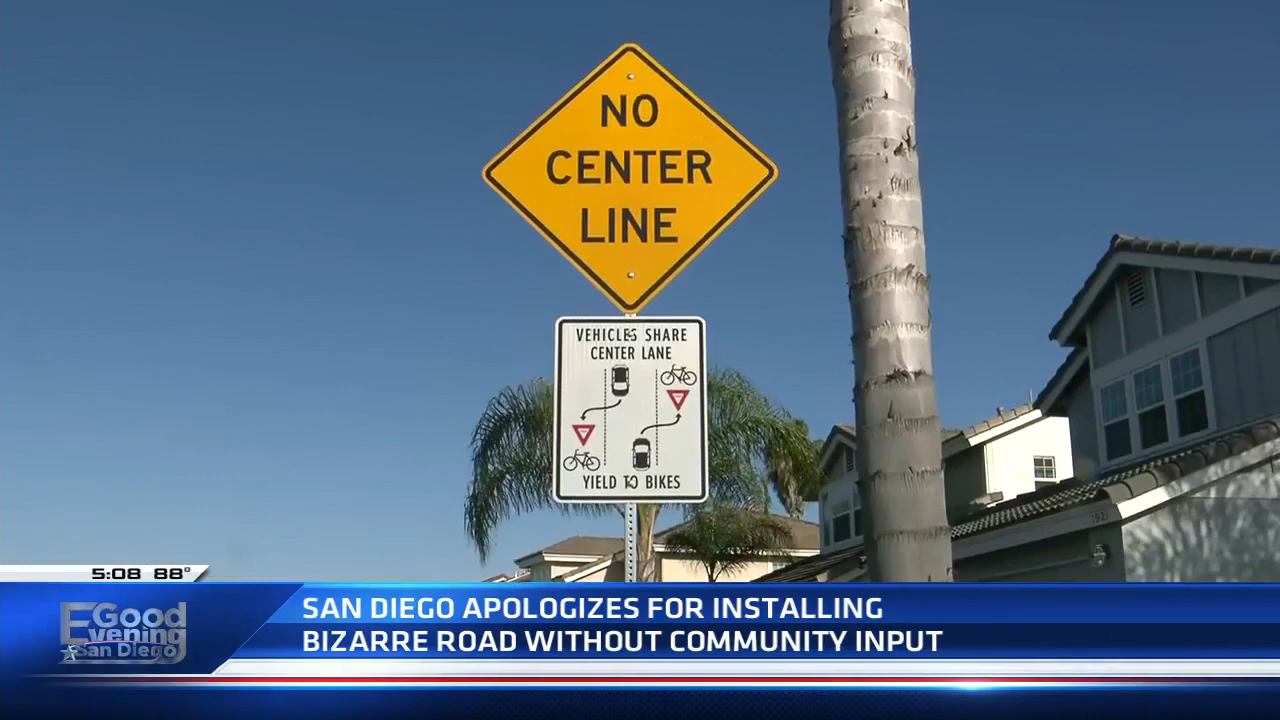 NO
CENTER
LINE
VEHICLES SHARE
CENTER LANE
YIELD TO BIKES
5:08 88°
Good
Evening
San Diego
SAN DIEGO APOLOGIZES FOR INSTALLING
BIZARRE ROAD WITHOUT COMMUNITY INPUT